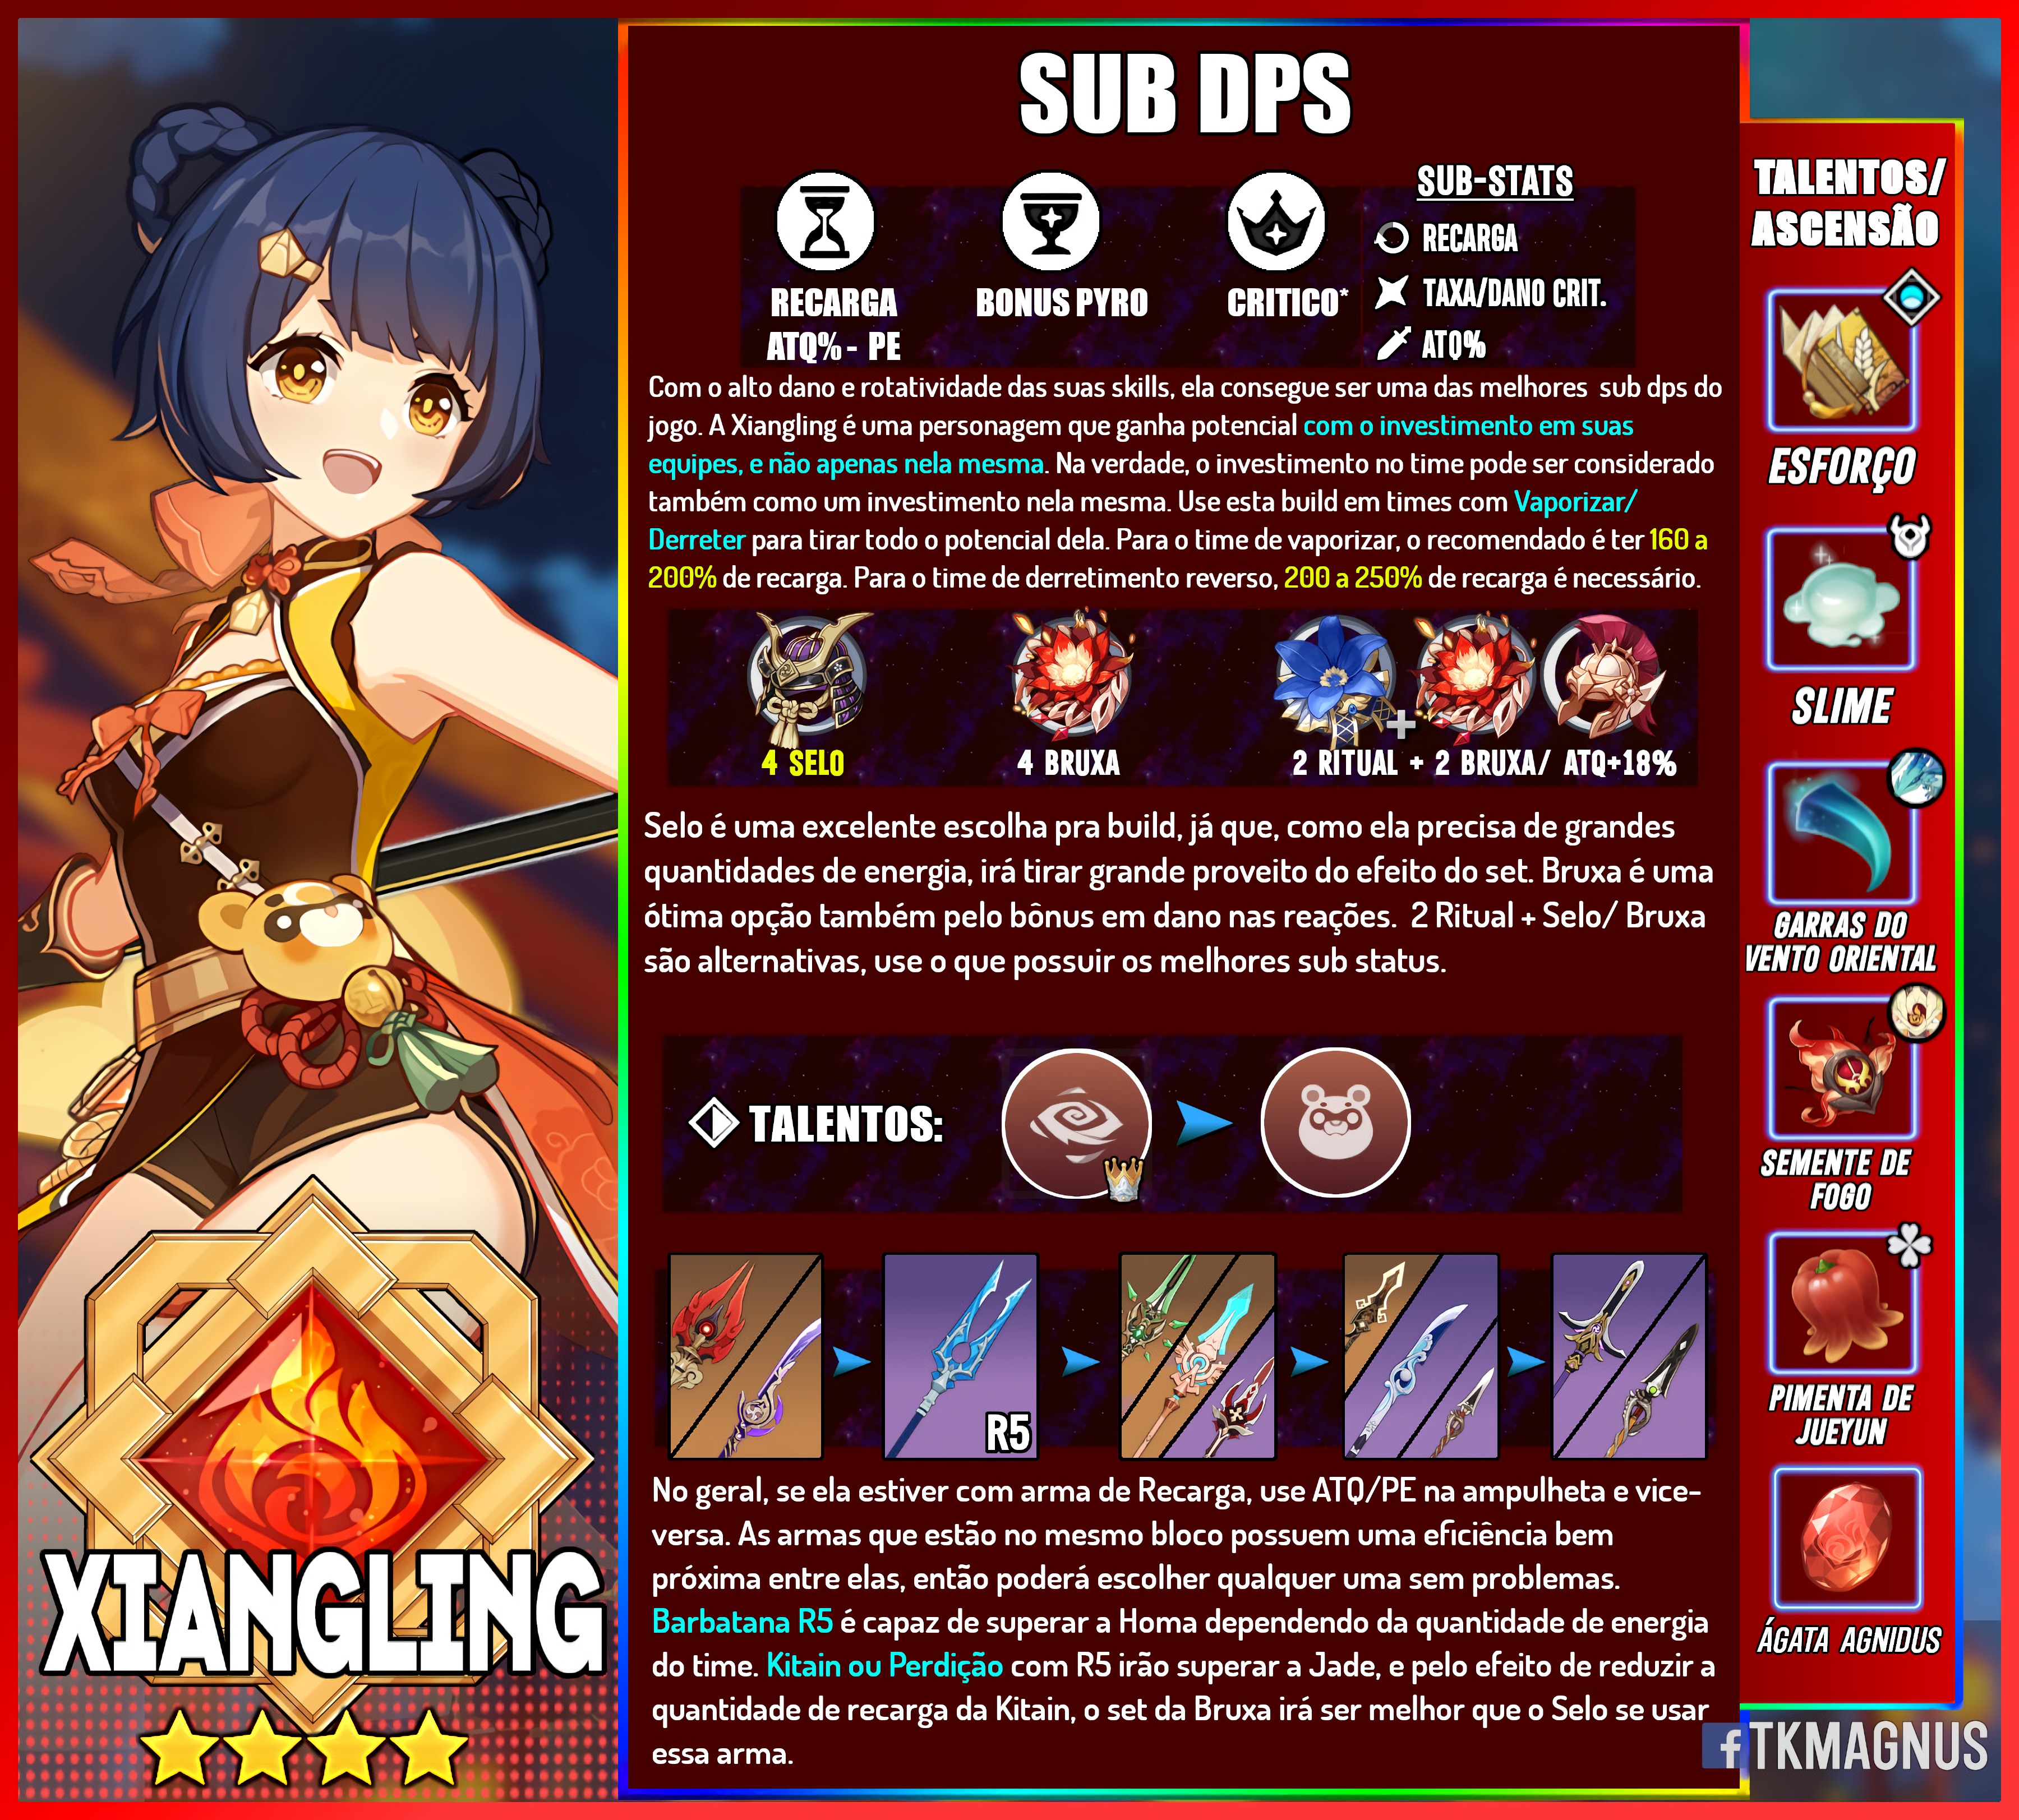 SUB DPS
RECARGA
ATQ% - PE
BONUS PYRO
CRITICO*
SUB-STATS
RECARGA
TAXA/DANO CRIT.
ATQ%
Com o alto dano e rotatividade das suas skills, ela consegue ser uma das melhores sub dps do
jogo. A Xiangling é uma personagem que ganha potencial com o investimento em suas
equipes, e não apenas nela mesma. Na verdade, o investimento no time pode ser considerado
também como um investimento nela mesma. Use esta build em times com Vaporizar/
Derreter para tirar todo o potencial dela. Para o time de vaporizar, o recomendado é ter 160 a
200% de recarga. Para o time de derretimento reverso, 200 a 250% de recarga é necessário.
4 SELO
4 BRUXA
2 RITUAL + 2 BRUXA/ ATQ+18%
Selo é uma excelente escolha pra build, já que, como ela precisa de grandes
quantidades de energia, irá tirar grande proveito do efeito do set. Bruxa é uma
ótima opção também pelo bônus em dano nas reações. 2 Ritual + Selo/ Bruxa
são alternativas, use o que possuir os melhores sub status.
TALENTOS:
R5
No geral, se ela estiver com arma de Recarga, use ATQ/PE na ampulheta e vice-
versa. As armas que estão no mesmo bloco possuem uma eficiência bem
próxima entre elas, então poderá escolher qualquer uma sem problemas.
Barbatana R5 é capaz de superar a Homa dependendo da quantidade de energia
do time. Kitain ou Perdição com R5 irão superar a Jade, e pelo efeito de reduzir a
quantidade de recarga da Kitain, o set da Bruxa irá ser melhor que o Selo se usar
essa arma.
TALENTOS/
ASCENSÃO
ESFORÇO
SLIME
GARRAS DO
VENTO ORIENTAL
SEMENTE DE
FOGO
PIMENTA DE
JUEYUN
ÁGATA AGNIDUS
XIANGLING
f TKMAGNUS